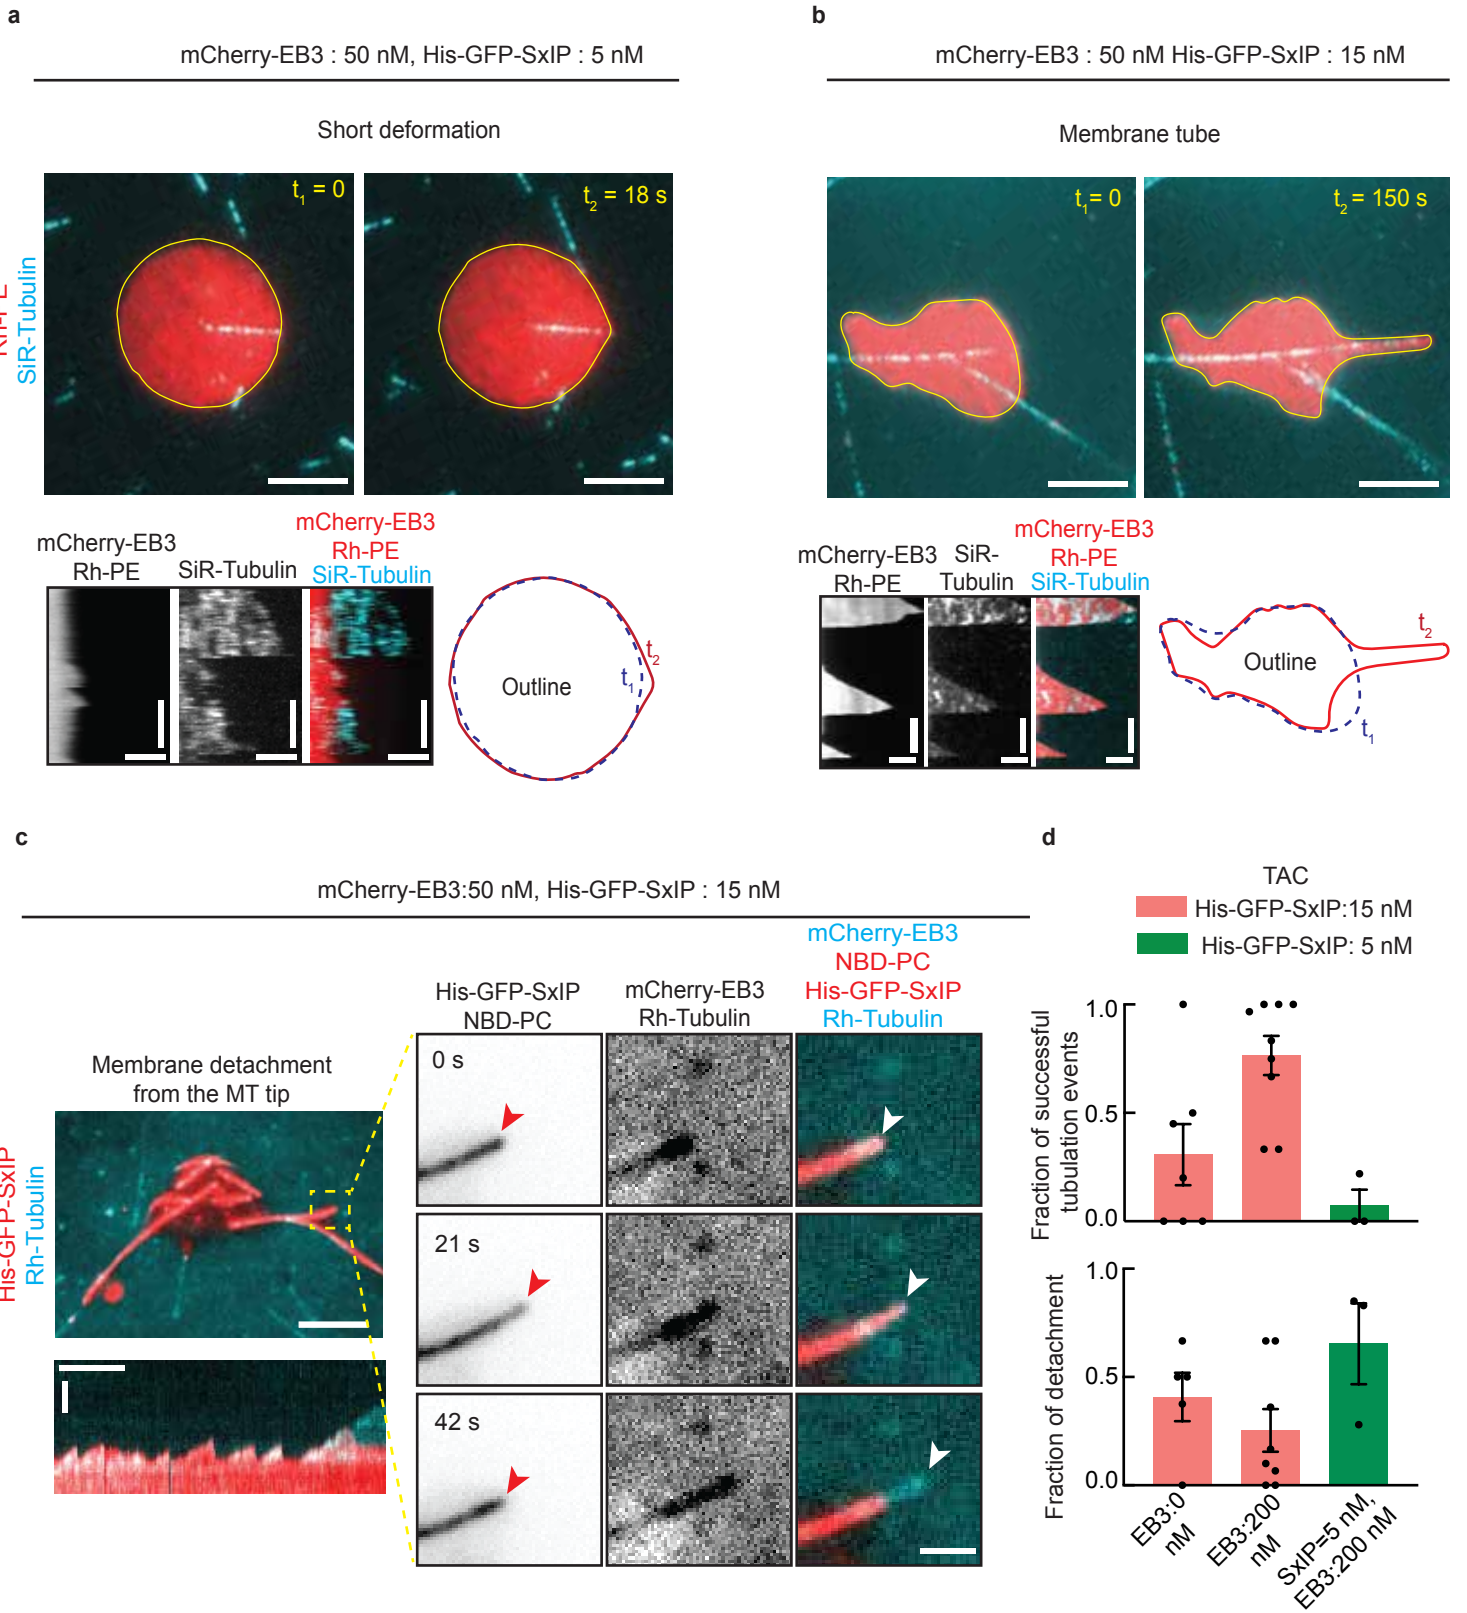 a
mCherry-EB3 : 50 nM, His-GFP-SxIP : 5 nM
Short deformation
SiR-Tubulin
t1 = 0
t2 = 18 s
mCherry-EB3
Rh-PE
SiR-Tubulin
mCherry-EB3
Rh-PE
SiR-Tubulin
Outline
t1
t2
b
mCherry-EB3 : 50 nM His-GFP-SxIP : 15 nM
Membrane tube
t1= 0
t2 = 150 s
mCherry-EB3
Rh-PE
SiR-
Tubulin
mCherry-EB3
Rh-PE
SiR-Tubulin
Outline
t2
t1
c
mCherry-EB3:50 nM, His-GFP-SxIP : 15 nM
Membrane detachment
from the MT tip
His-GFP-SxIP
Rh-Tubulin
His-GFP-SxIP
NBD-PC
mCherry-EB3
Rh-Tubulin
mCherry-EB3
NBD-PC
His-GFP-SxIP
Rh-Tubulin
0 s
21 s
42 s
d
TAC
His-GFP-SxIP:15 nM
His-GFP-SxIP: 5 nM
Fraction of successful
tubulation events
1.0
0.5
0.0
Fraction of detachment
1.0
0.5
0.0
EB3:0
nM
EB3:200
nM
SxIP=5 nM,
EB3:200 nM